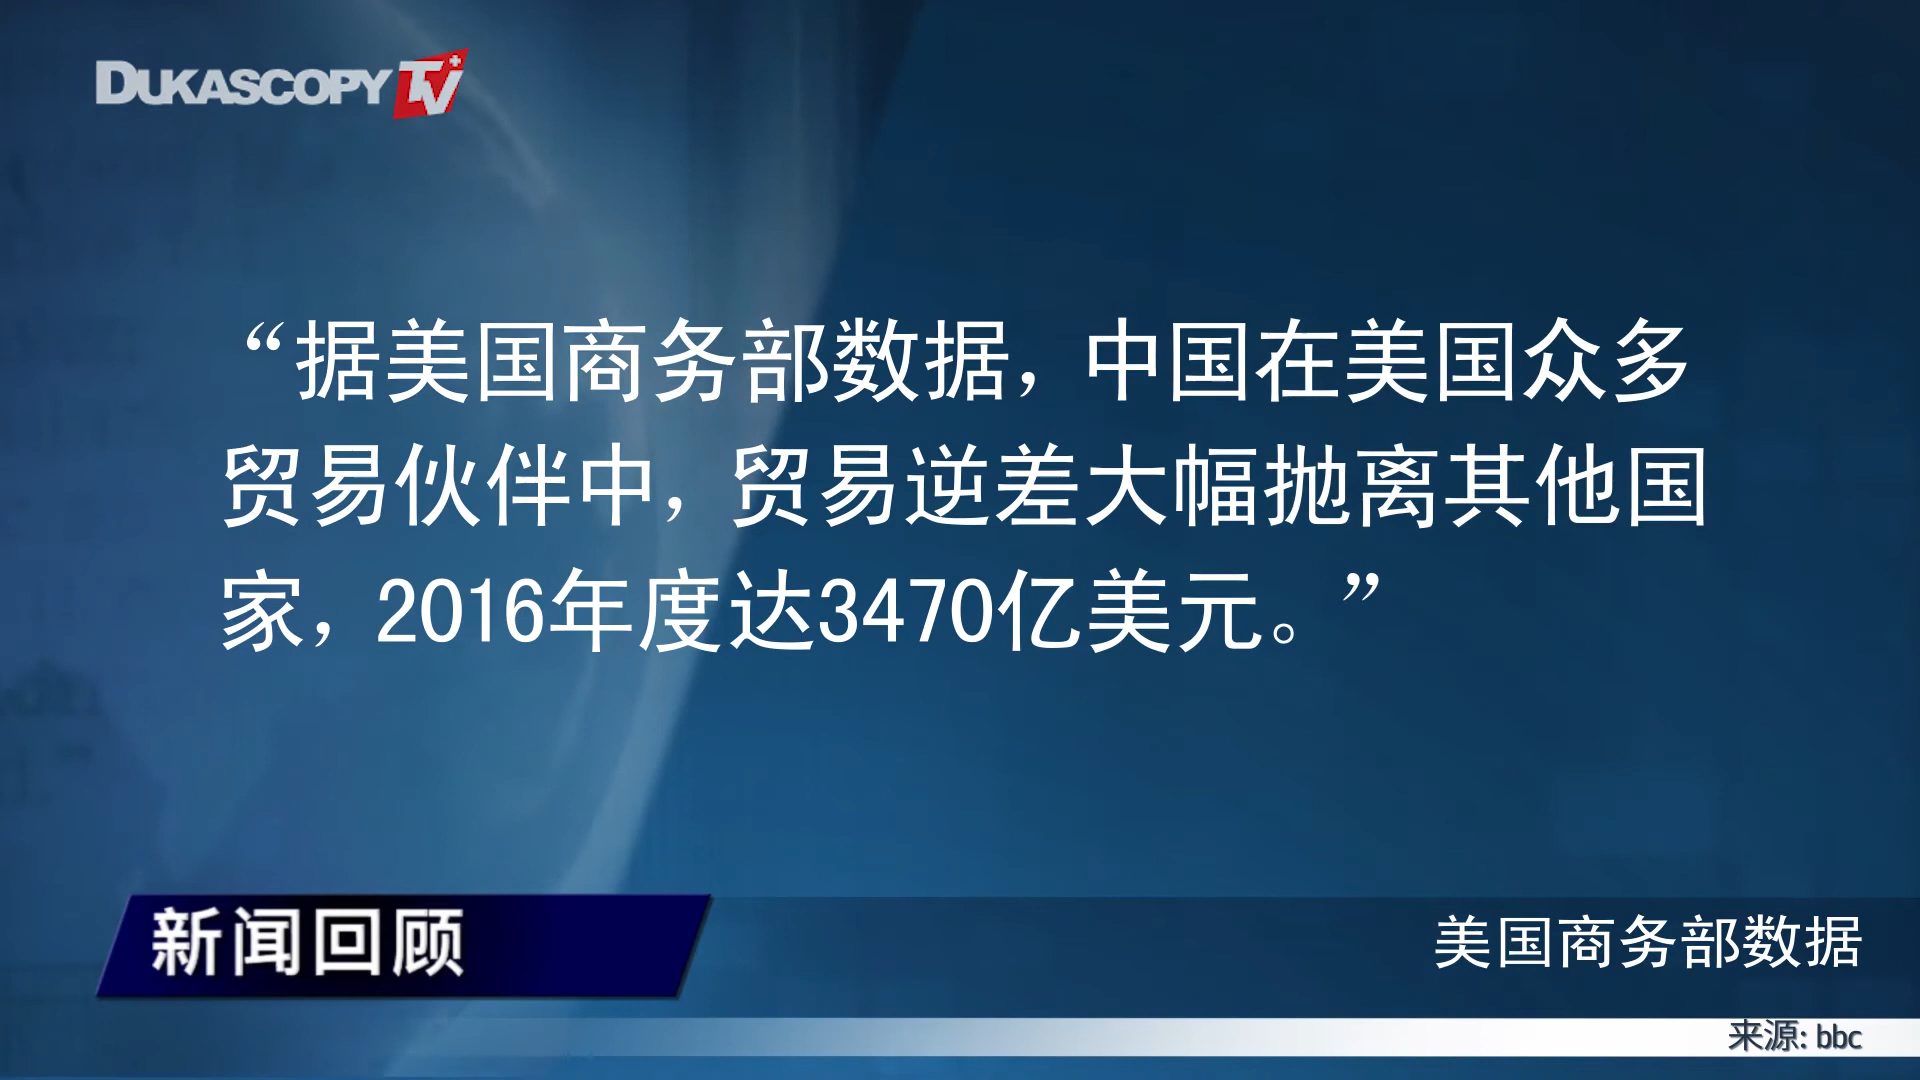 DUKASCOPY TV
“据美国商务部数据，中国在美国众多
贸易伙伴中，贸易逆差大幅抛离其他国
家，2016年度达3470亿美元。”
新闻回顾
美国商务部数据
来源: bbc